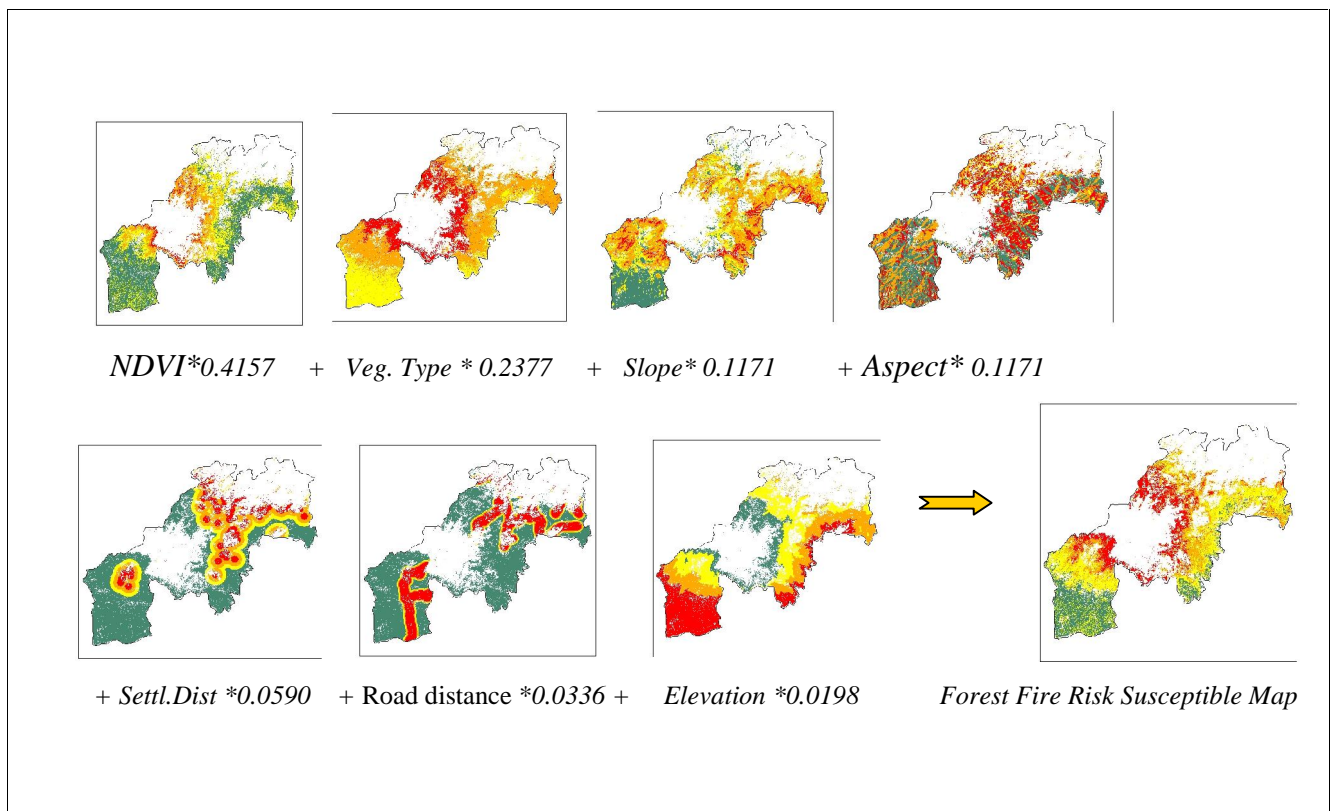 NDVI*0.4157 + Veg. Type * 0.2377 + Slope* 0.1171 + Aspect* 0.1171
+ Settl.Dist *0.0590 + Road distance *0.0336 + Elevation *0.0198 Forest Fire Risk Susceptible Map